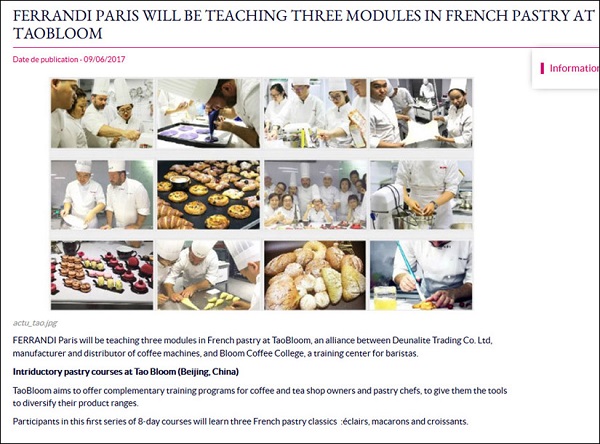 FERRANDI PARIS WILL BE TEACHING THREE MODULES IN FRENCH PASTRY AT
TAOBLOOM
Date de publication - 09/06/2017
Information
actu_tao.jpg
FERRANDI Paris will be teaching three modules in French pastry at TaoBloom, an alliance between Deunalite Trading Co. Ltd,
manufacturer and distributor of coffee machines, and Bloom Coffee College, a training center for baristas.
Intriductory pastry courses at Tao Bloom (Beijing, China)
TaoBloom aims to offer complementary training programs for coffee and tea shop owners and pastry chefs, to give them the tools
to diversify their product ranges.
Participants in this first series of 8-day courses will learn three French pastry classics :éclairs, macarons and croissants.